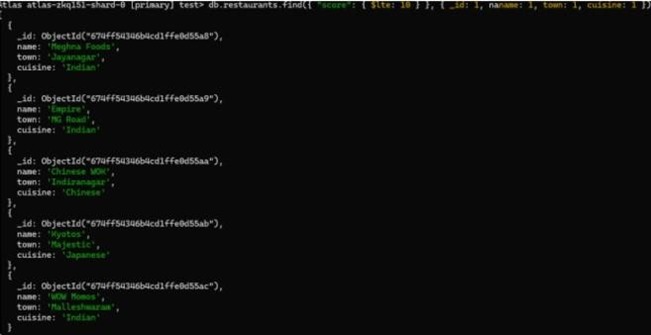 Atlas atlas-zkq151-shard-0 [primary] test> db.restaurants.find({ "score": { $lte: 10 } }, { _id: 1, naname: 1, town: 1, cuisine: 1 })
[
{
_id: ObjectId("674ff54346b4cd1ffe0d55a8"),
name: 'Meghna Foods',
town: 'Jayanagar',
cuisine: 'Indian'
},
{
_id: ObjectId("674ff54346b4cd1ffe0d55a9"),
name: 'Empire',
town: 'MG Road',
cuisine: 'Indian'
},
{
_id: ObjectId("674ff54346b4cd1ffe0d55aa"),
name: 'Chinese WOK',
town: 'Indiranagar',
cuisine: 'Chinese'
},
{
_id: ObjectId("674ff54346b4cd1ffe0d55ab"),
name: 'Kyotos',
town: 'Majestic',
cuisine: 'Japanese'
},
{
_id: ObjectId("674ff54346b4cd1ffe0d55ac"),
name: 'WOW Momos',
town: 'Malleshwaram',
cuisine: 'Indian'
}